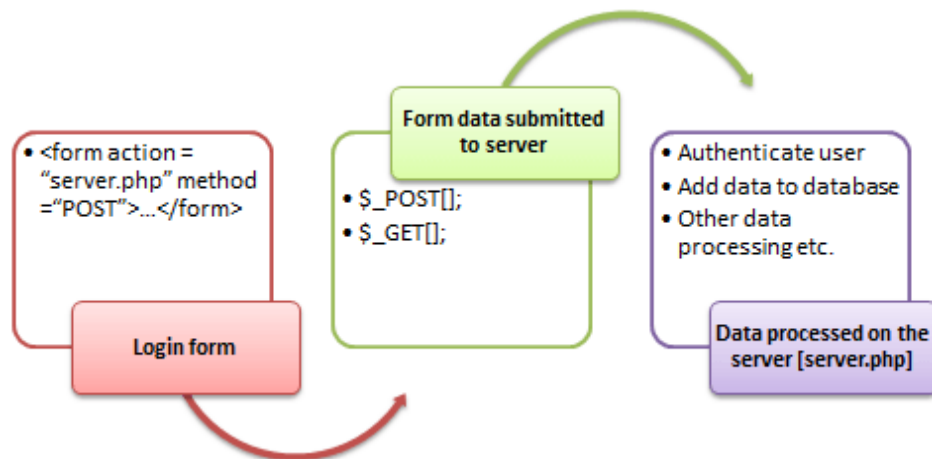 • <form action =
“server.php” method
=“POST”>...</form>
Login form
Form data submitted
to server
• $_POST[];
• $_GET[];
• Authenticate user
• Add data to database
• Other data
processing etc.
Data processed on the
server [server.php]